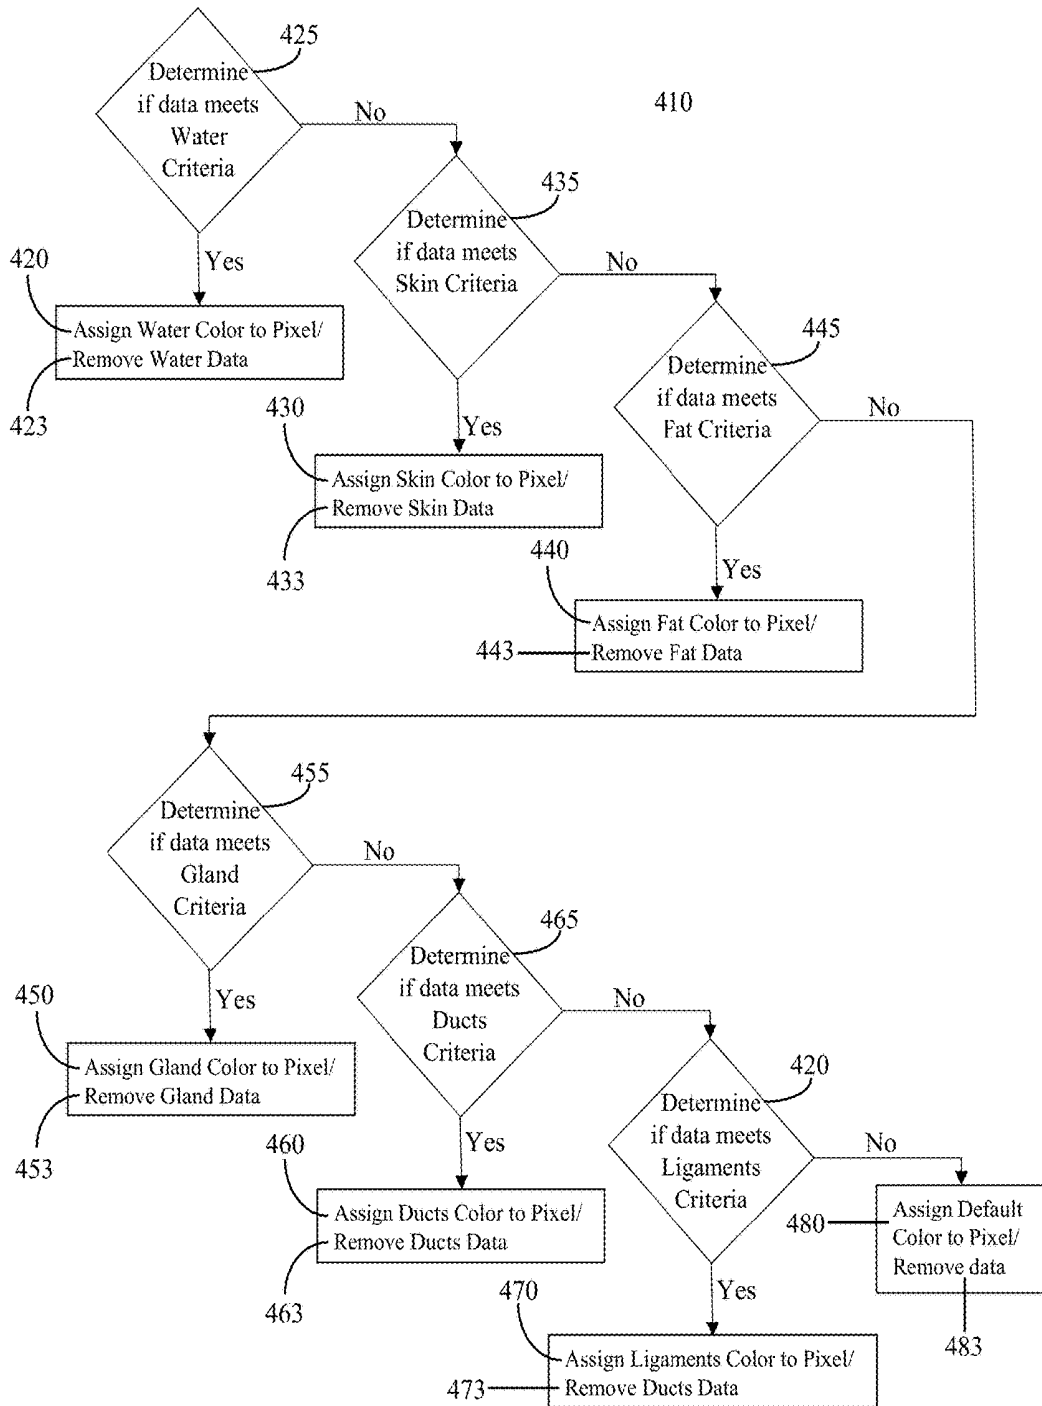 425
Determine
if data meets
Water
Criteria
No
410
Yes
435
Determine
if data meets
Skin Criteria
No
420
Assign Water Color to Pixel/
Remove Water Data
423
445
Determine
if data meets
Fat Criteria
No
430
Yes
Assign Skin Color to Pixel/
Remove Skin Data
433
440
Yes
Assign Fat Color to Pixel/
443
Remove Fat Data
455
Determine
if data meets
Gland
Criteria
No
465
Determine
if data meets
Ducts
Criteria
No
450
Yes
Assign Gland Color to Pixel/
Remove Gland Data
453
420
Determine
if data meets
Ligaments
Criteria
No
460
Yes
Assign Ducts Color to Pixel/
Remove Ducts Data
463
480
Assign Default
Color to Pixel/
Remove data
483
470
Yes
Assign Ligaments Color to Pixel/
473
Remove Ducts Data